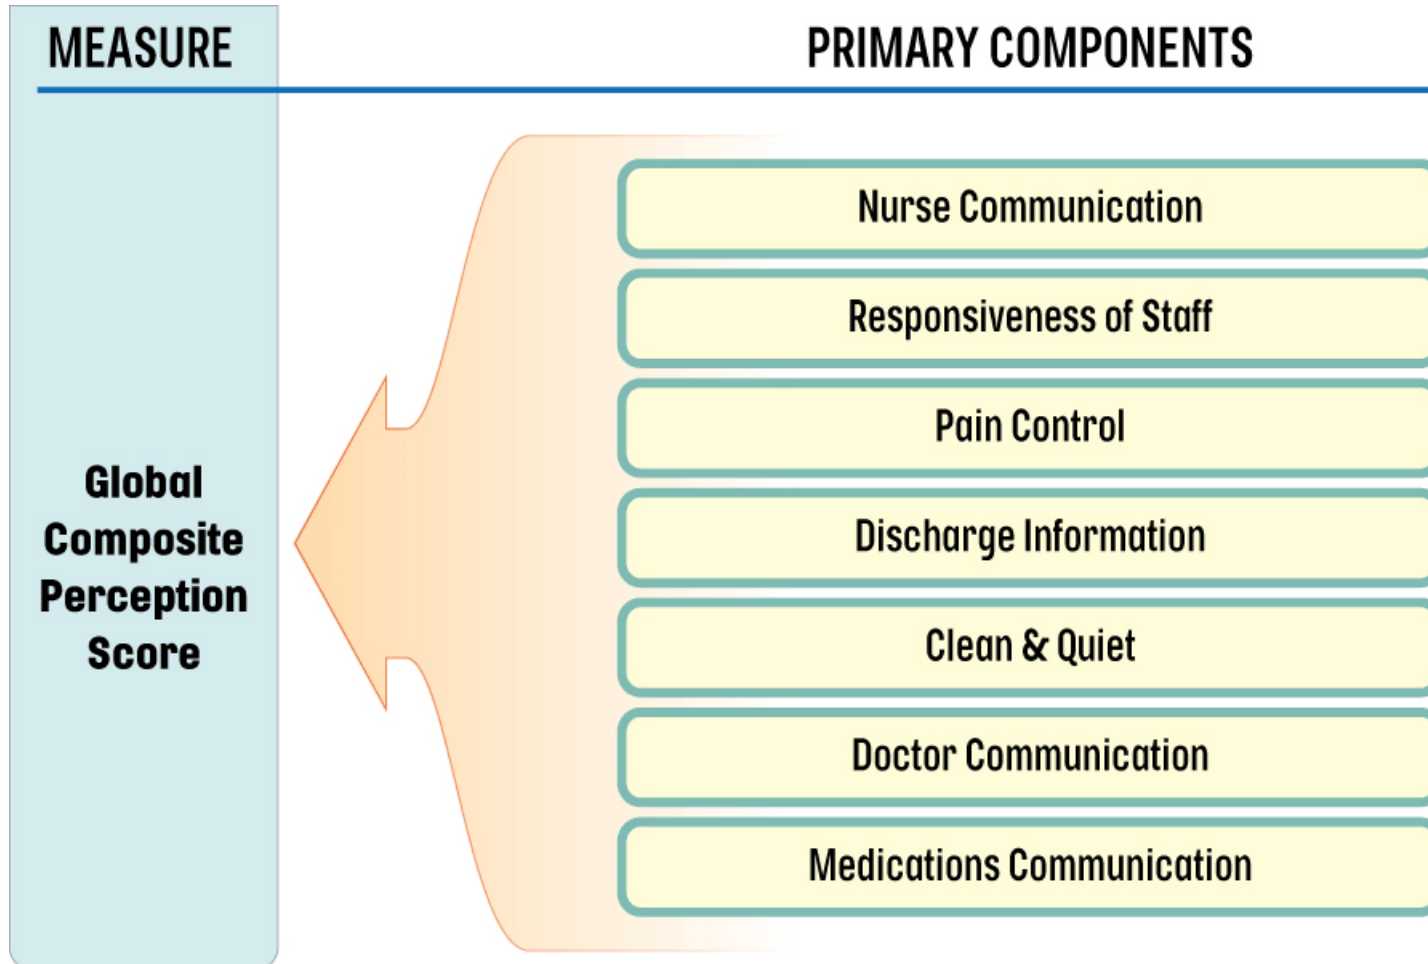 MEASURE
PRIMARY COMPONENTS
Global
Composite
Perception
Score
Nurse Communication
Responsiveness of Staff
Pain Control
Discharge Information
Clean & Quiet
Doctor Communication
Medications Communication